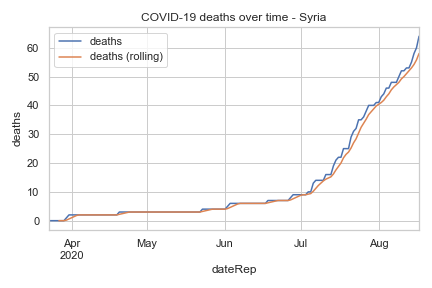 COVID-19 deaths over time - Syria
deaths
deaths (rolling)
60
50
40
30
20
10
0
deaths
Apr
2020
May
Jun
Jul
Aug
dateRep